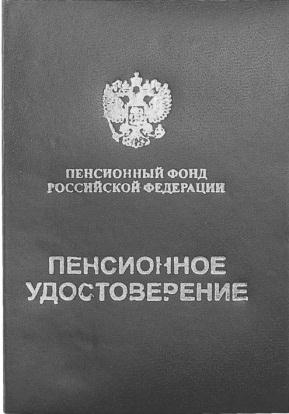 ПЕНСИОННЫЙ ФОНД
РОССИЙСКОЙ ФЕДЕРАЦИИ
ПЕНСИОННОЕ
УДОСТОВЕРЕНИЕ